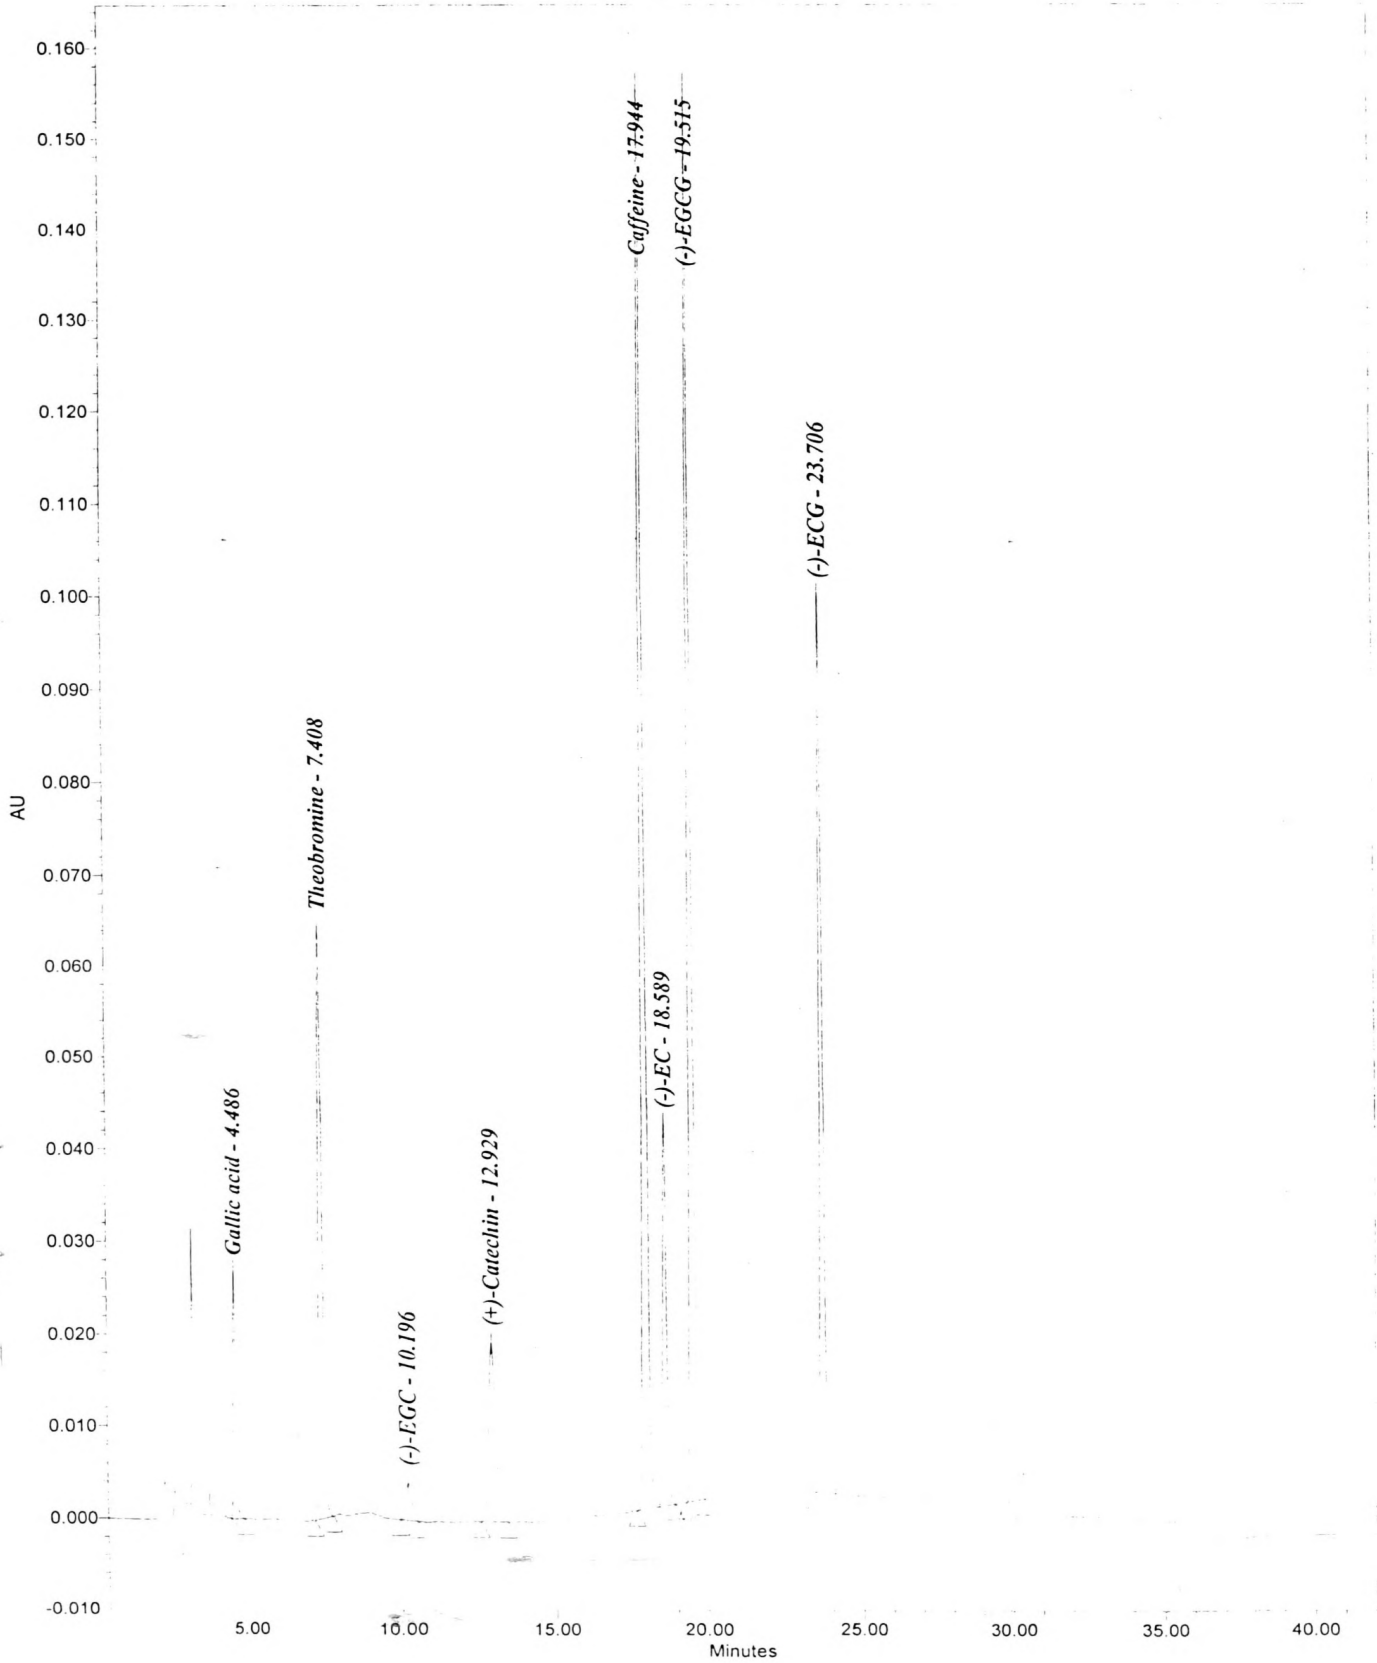 0.160
0.150
0.140
0.130
0.120
0.110
0.100
0.090
0.080
0.070
0.060
0.050
0.040
0.030
0.020
0.010
0.000
-0.010
AU
Gallic acid - 4.486
Theobromine - 7.408
(-)-EGC - 10.196
(+)-Catechin - 12.929
Caffeine - 17.944
(-)-EC - 18.589
(-)-EGCG - 19.515
(-)-ECG - 23.706
5.00 10.00 15.00 20.00 25.00 30.00 35.00 40.00
Minutes